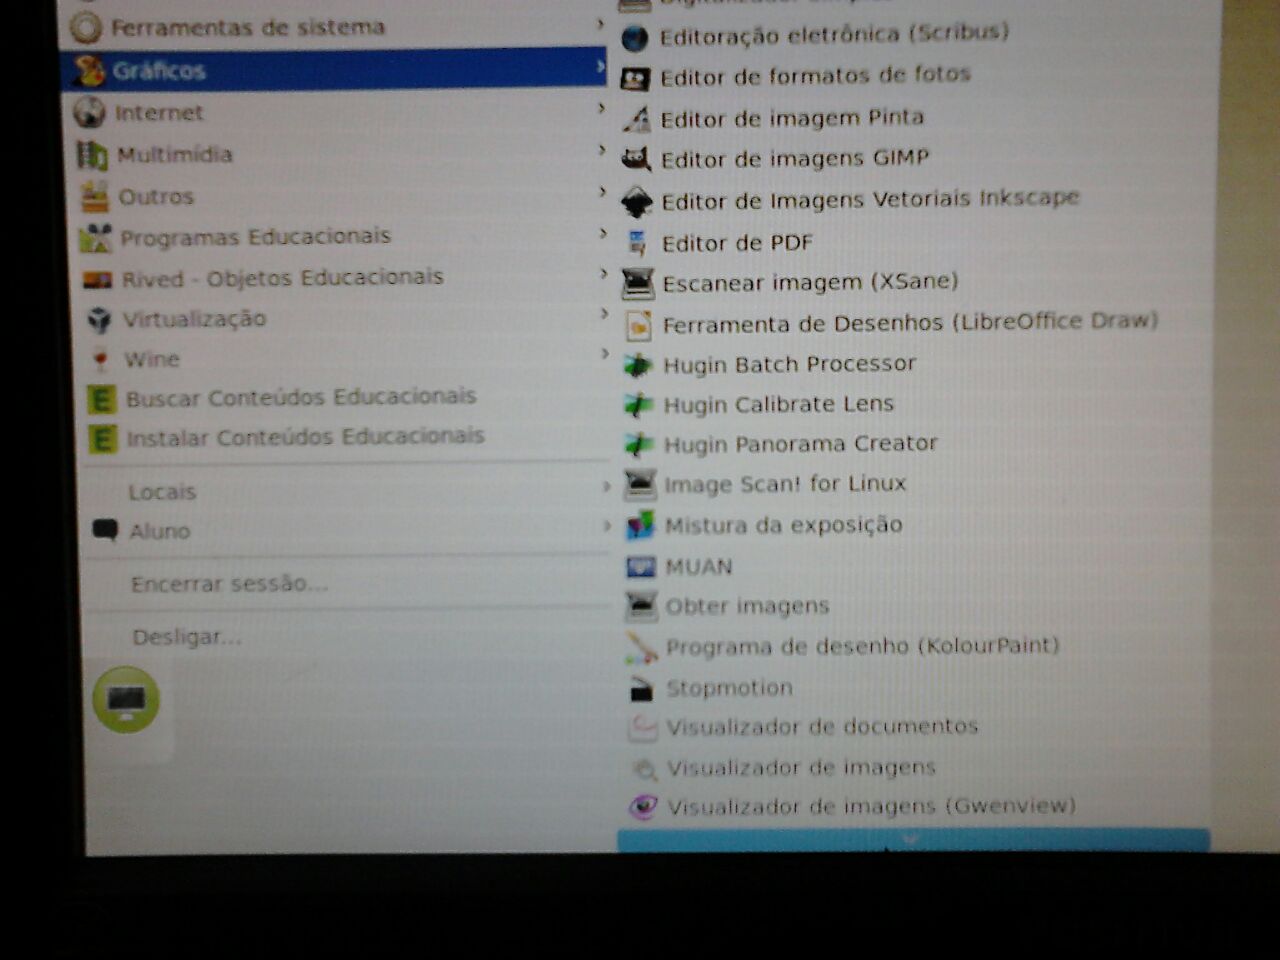 Ferramentas de sistema
Gráficos
Internet
Multimídia
Outros
Programas Educacionais
Rived - Objetos Educacionais
Virtualização
Wine
Buscar Conteúdos Educacionais
Instalar Conteúdos Educacionais
Locais
Aluno
Encerrar sessão...
Desligar...
Editoração eletrônica (Scribus)
Editor de formatos de fotos
Editor de imagem Pinta
Editor de imagens GIMP
Editor de Imagens Vetoriais Inkscape
Editor de PDF
Escanear imagem (XSane)
Ferramenta de Desenhos (LibreOffice Draw)
Hugin Batch Processor
Hugin Calibrate Lens
Hugin Panorama Creator
Image Scan! for Linux
Mistura da exposição
MUAN
Obter imagens
Programa de desenho (KolourPaint)
Stopmotion
Visualizador de documentos
Visualizador de imagens
Visualizador de imagens (Gwenview)